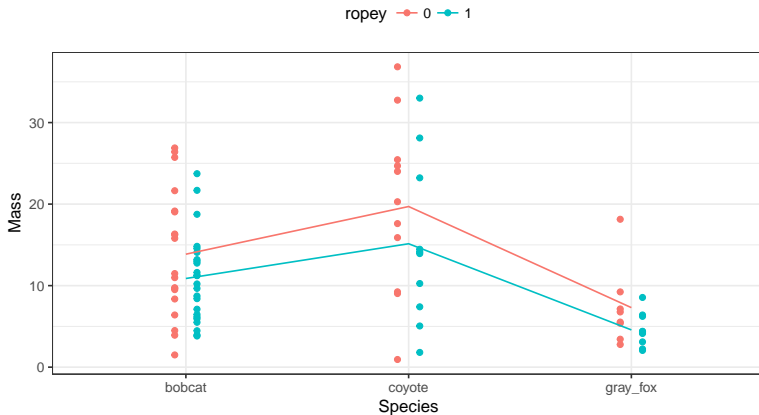 ropey 0 1
30
20
10
0
Mass
bobcat coyote gray_fox
Species